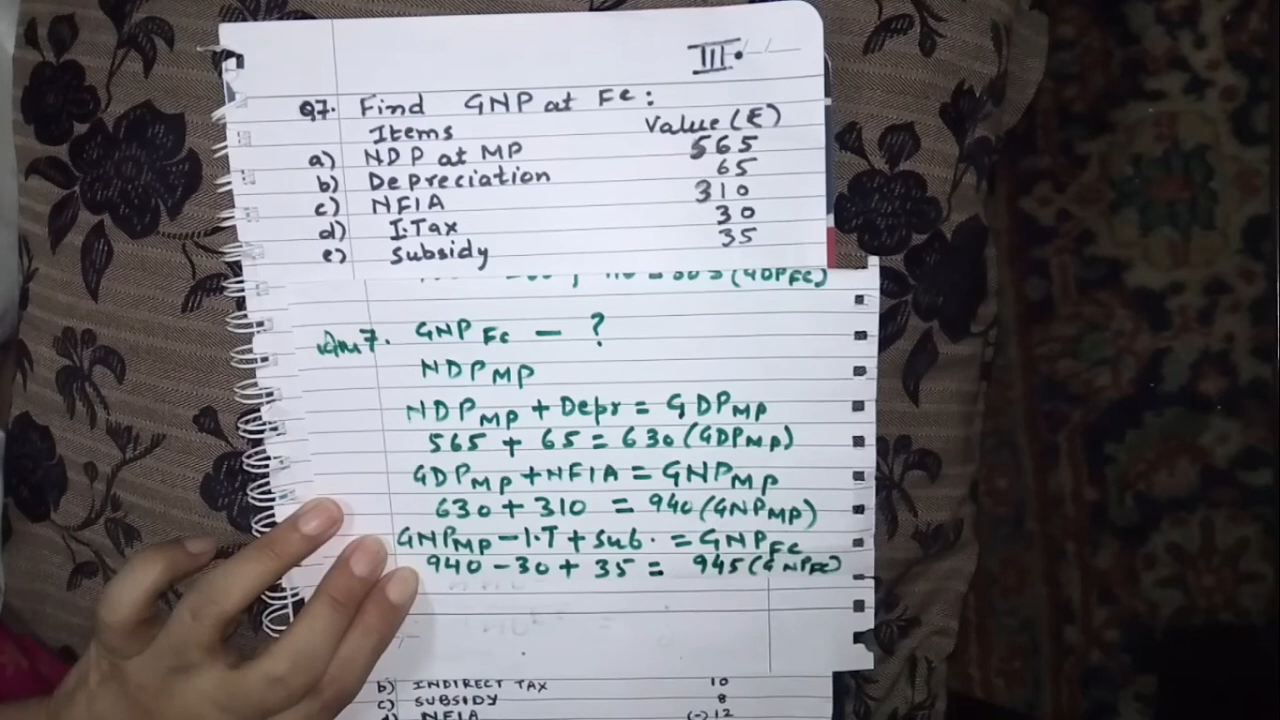 III.
Q7. Find GNP at Fc:
Items Value (₹)
a) NDP at MP 565
b) Depreciation 65
c) NFIA 310
d) I.Tax 30
e) Subsidy 35
(GDPFC)
Ans7. GNP Fc - ?
NDP MP
NDP MP + Depr = GDP MP
565 + 65 = 630 (GDP MP)
GDP MP + NFIA = GNP MP
630 + 310 = 940 (GNP MP)
GNP MP - I.T + Sub. = GNP FC
940 - 30 + 35 = 945 (GNP FC)
b) INDIRECT TAX 10
c) SUBSIDY 8
d) NFIA (-) 12